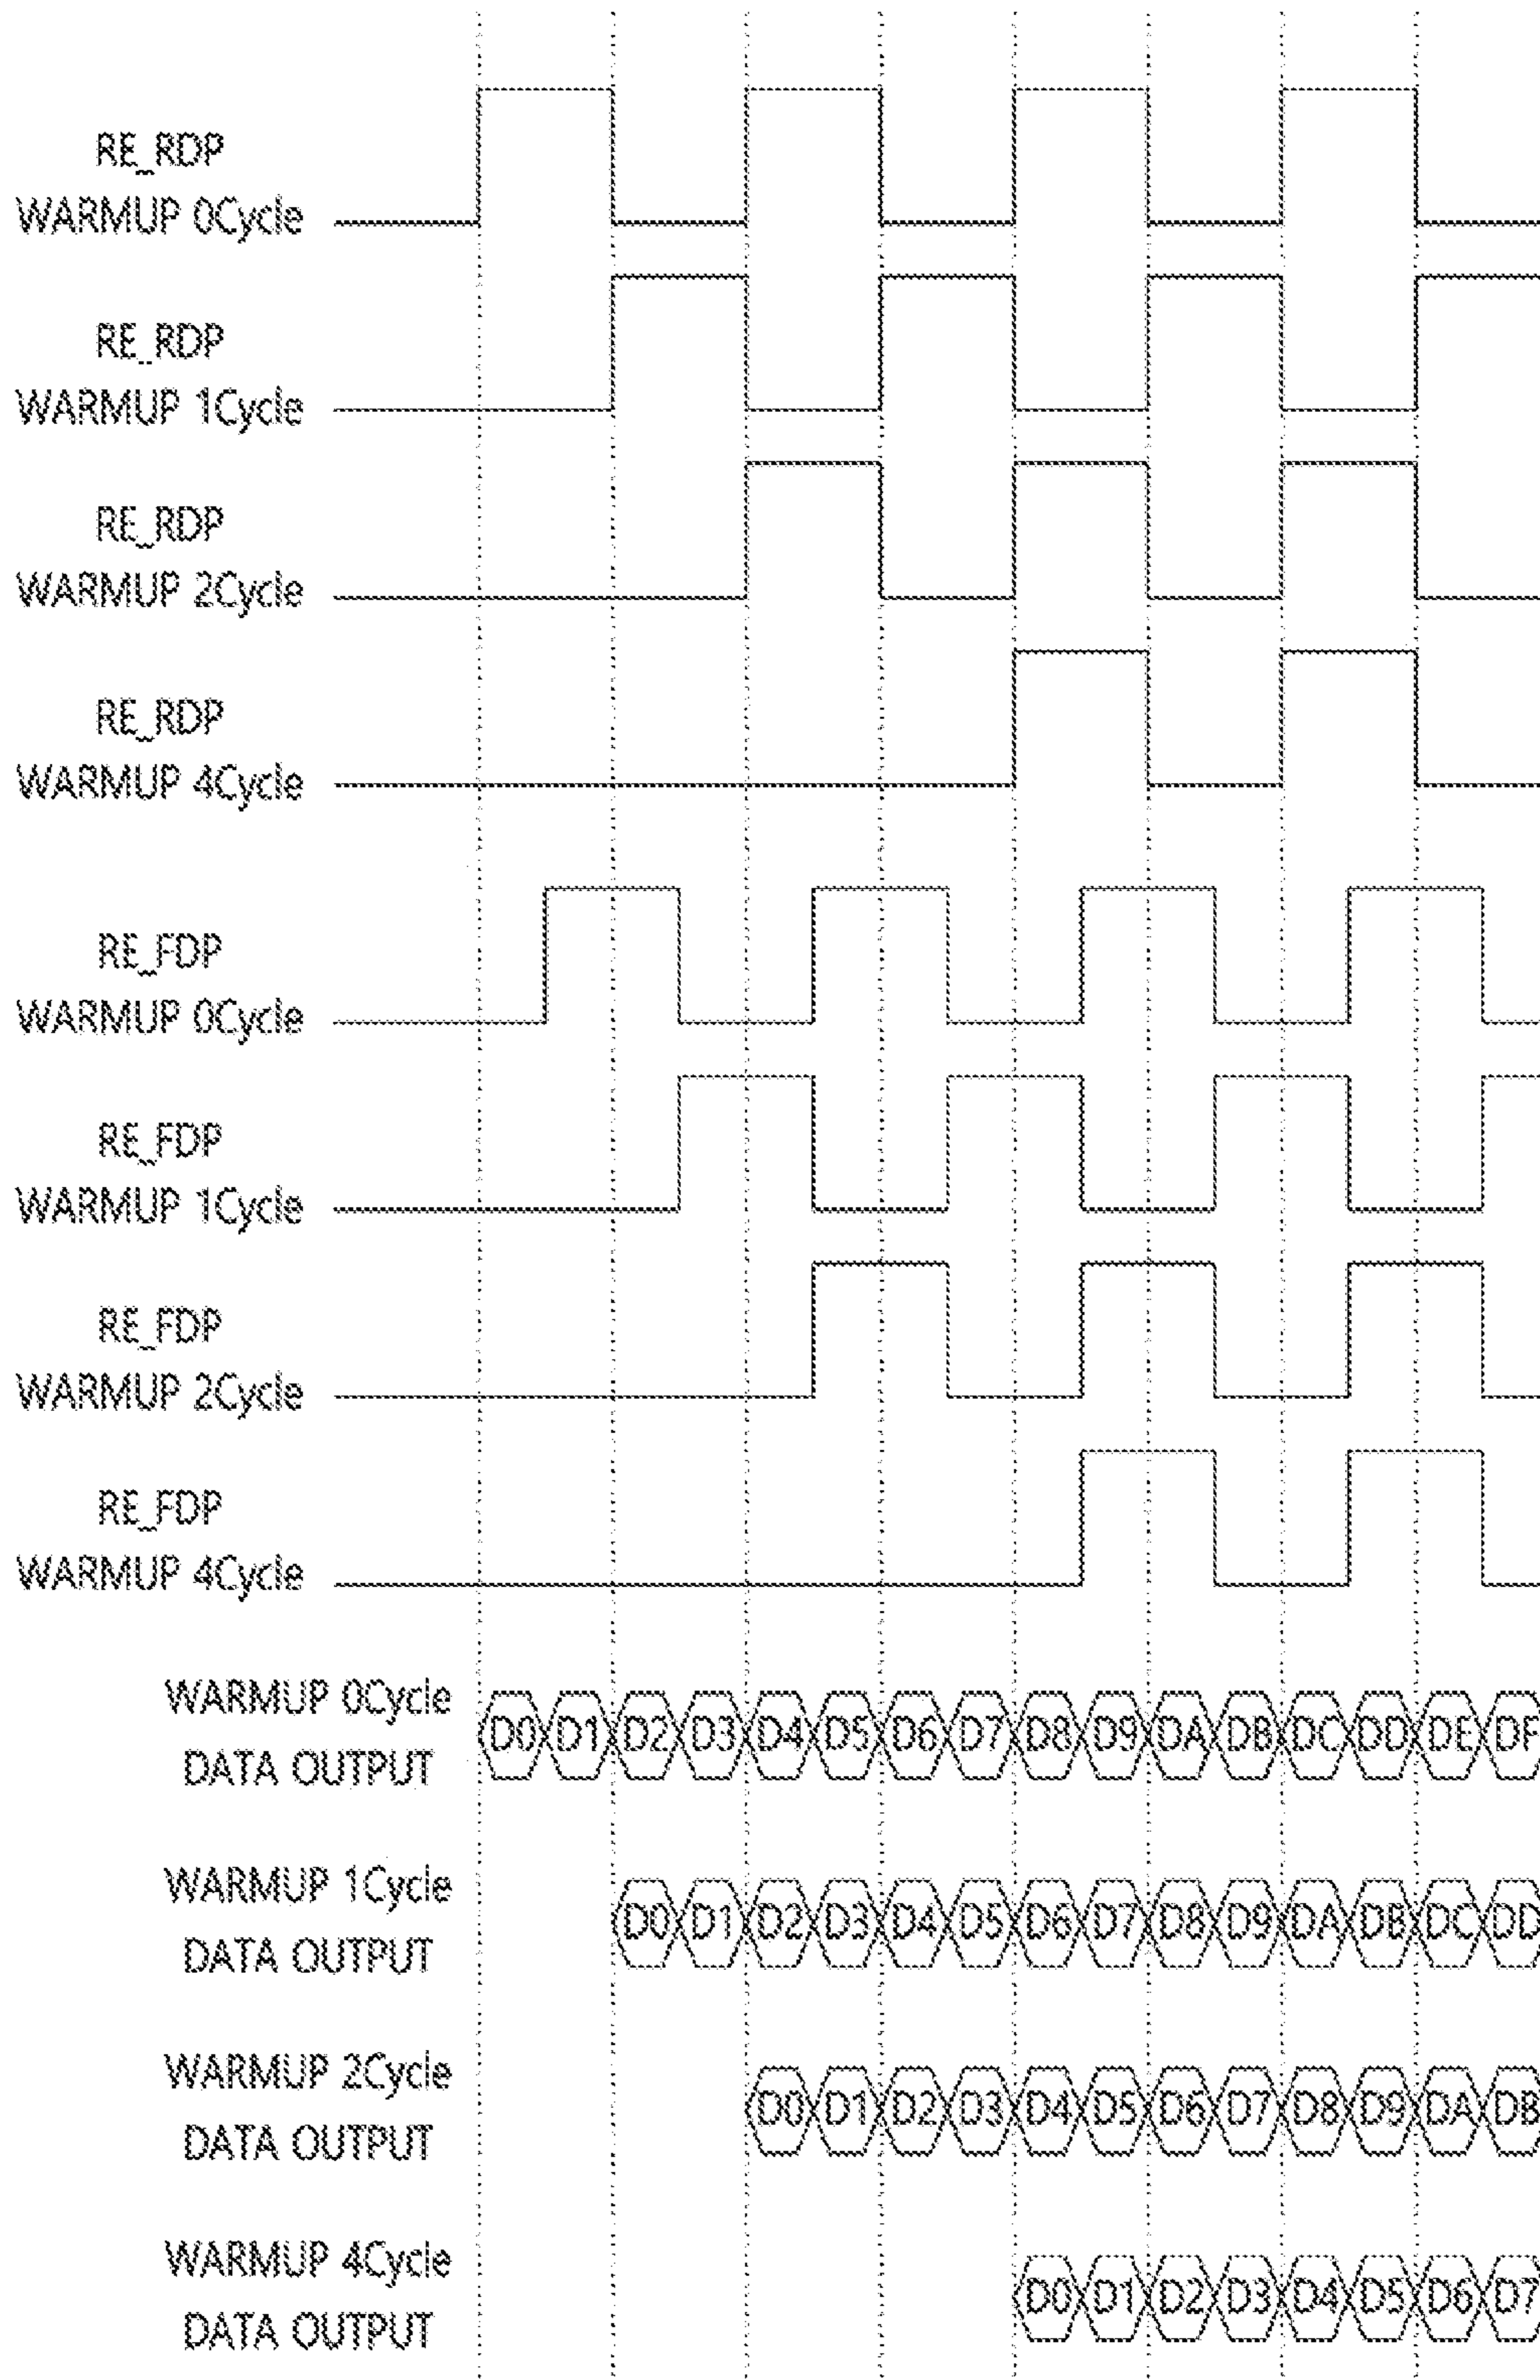 RE_RDP
WARMUP 0Cycle
RE_RDP
WARMUP 1Cycle
RE_RDP
WARMUP 2Cycle
RE_RDP
WARMUP 4Cycle
RE_FDP
WARMUP 0Cycle
RE_FDP
WARMUP 1Cycle
RE_FDP
WARMUP 2Cycle
RE_FDP
WARMUP 4Cycle
WARMUP 0Cycle
DATA OUTPUT
D0 D1 D2 D3 D4 D5 D6 D7 D8 D9 DA DB DC DD DE DF
WARMUP 1Cycle
DATA OUTPUT
D0 D1 D2 D3 D4 D5 D6 D7 D8 D9 DA DB DC DD
WARMUP 2Cycle
DATA OUTPUT
D0 D1 D2 D3 D4 D5 D6 D7 D8 D9 DA DB
WARMUP 4Cycle
DATA OUTPUT
D0 D1 D2 D3 D4 D5 D6 D7